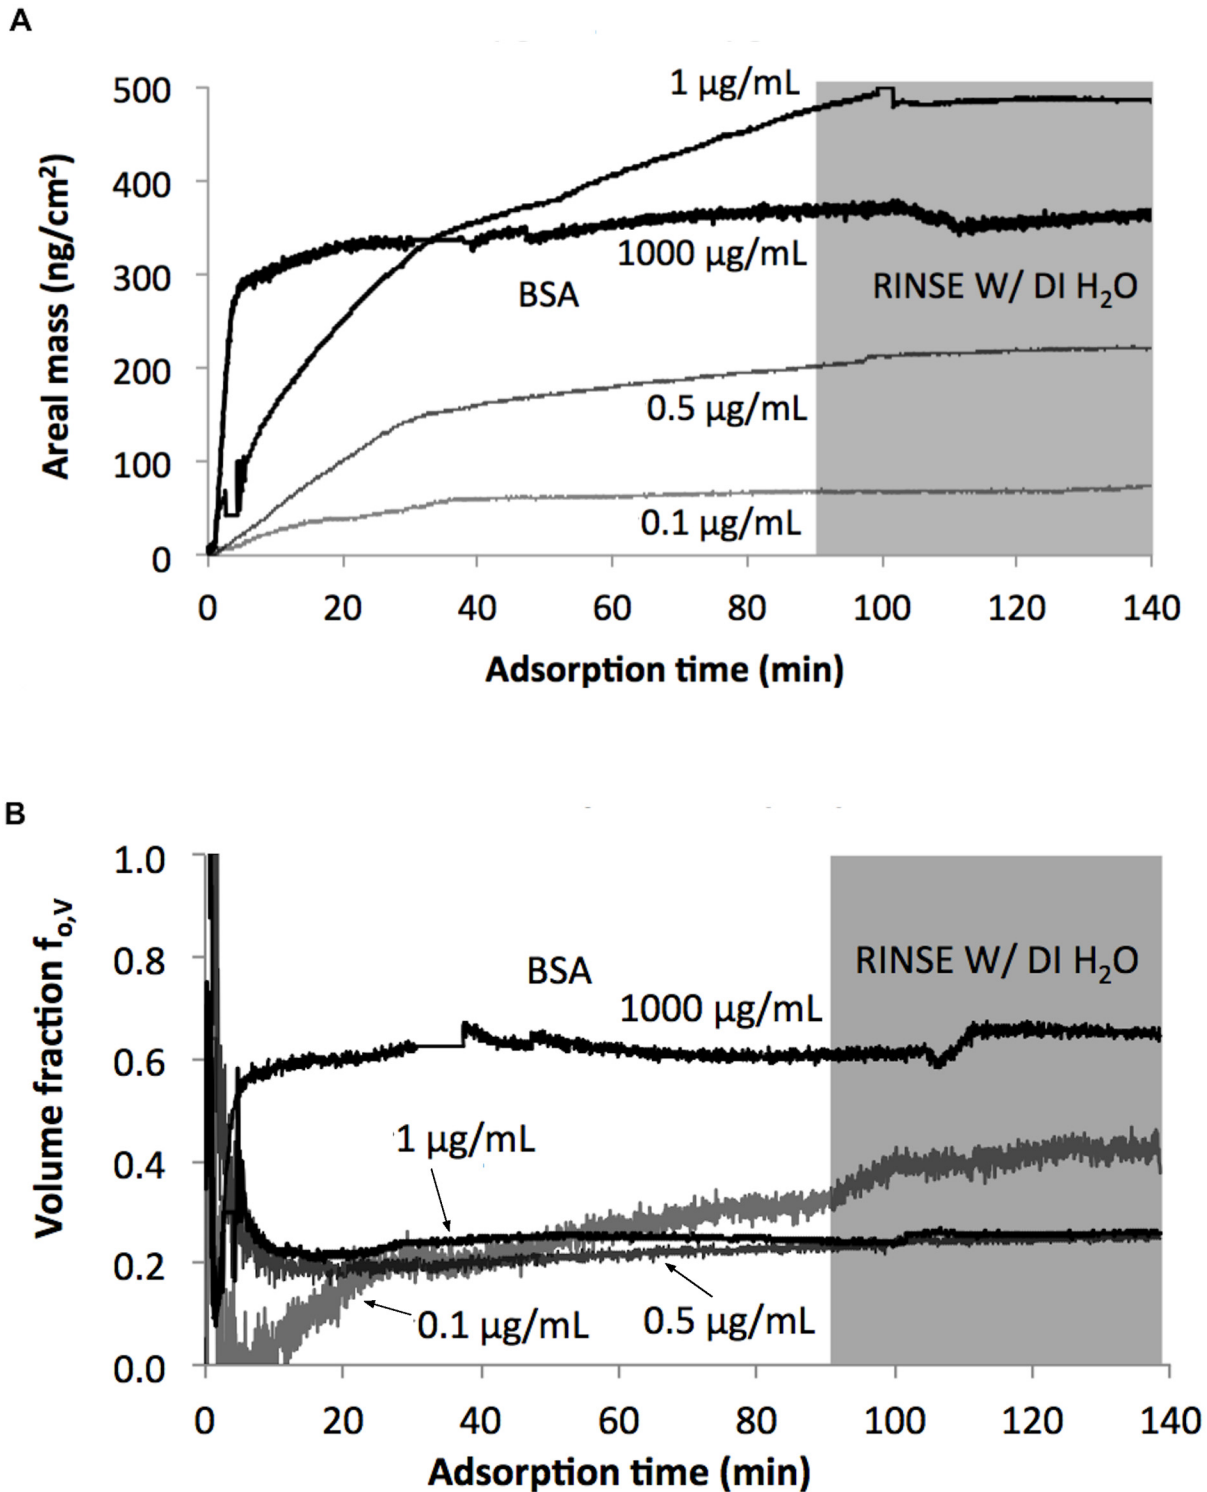 A
500
400
300
200
100
0
Areal mass (ng/cm²)
1 µg/mL
1000 µg/mL
BSA
RINSE W/ DI H₂O
0.5 µg/mL
0.1 µg/mL
0 20 40 60 80 100 120 140
Adsorption time (min)
B
1.0
0.8
0.6
0.4
0.2
0.0
Volume fraction fo,v
BSA
RINSE W/ DI H₂O
1000 µg/mL
1 µg/mL
0.1 µg/mL
0.5 µg/mL
0 20 40 60 80 100 120 140
Adsorption time (min)